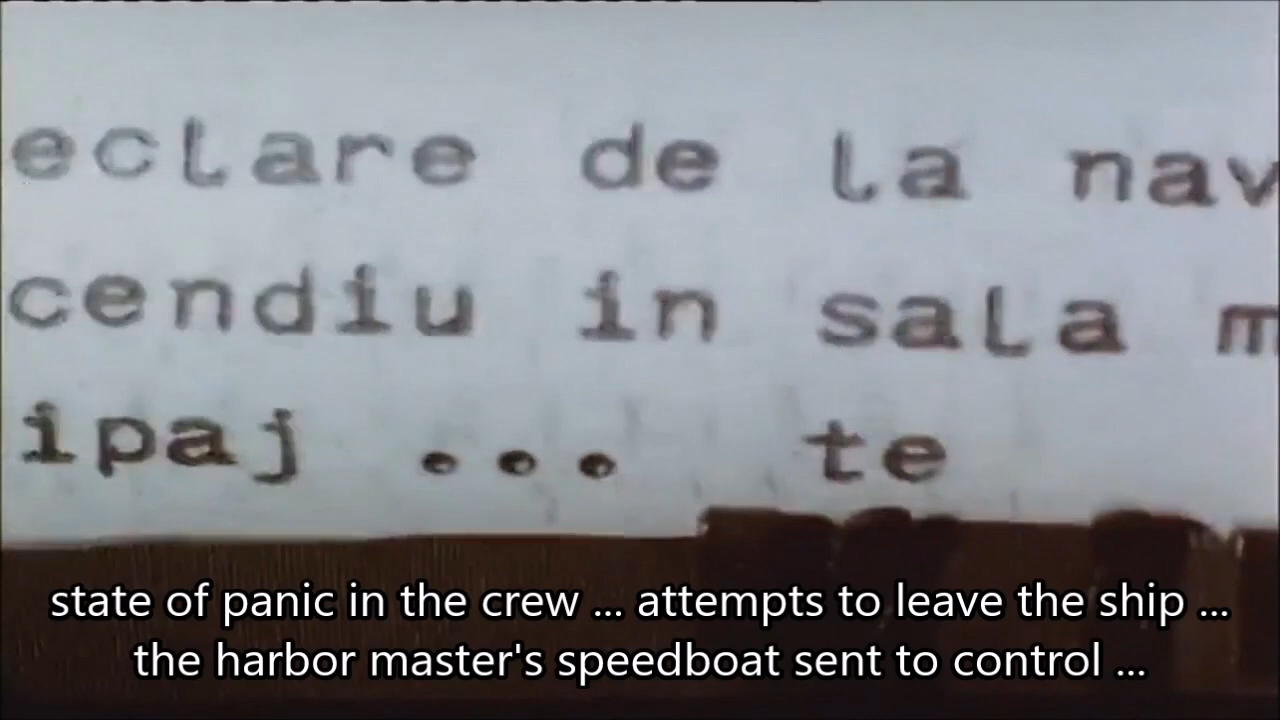 eclare de la nav
cendiu in sala m
ipaj ... te
state of panic in the crew ... attempts to leave the ship ...
the harbor master's speedboat sent to control ...